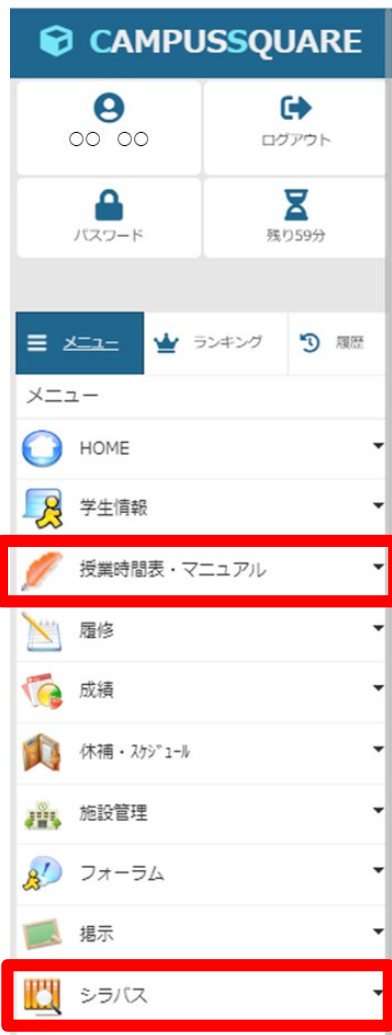 CAMPUSSQUARE
○○ ○○
ログアウト
パスワード
残り59分
メニュー
ランキング
履歴
メニュー
HOME
学生情報
授業時間表・マニュアル
履修
成績
休補・ｽｹｼﾞｭｰﾙ
施設管理
フォーラム
掲示
シラバス